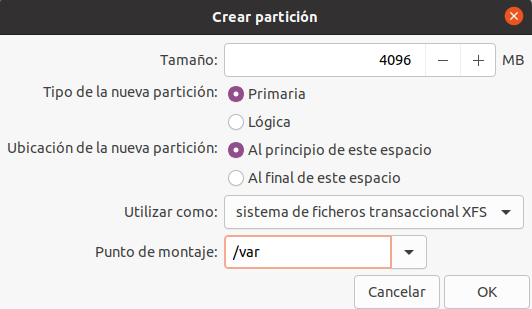 Crear partición
Tamaño: 4096 − + MB
Tipo de la nueva partición: Primaria
Lógica
Ubicación de la nueva partición: Al principio de este espacio
Al final de este espacio
Utilizar como: sistema de ficheros transaccional XFS
Punto de montaje: /var
Cancelar OK